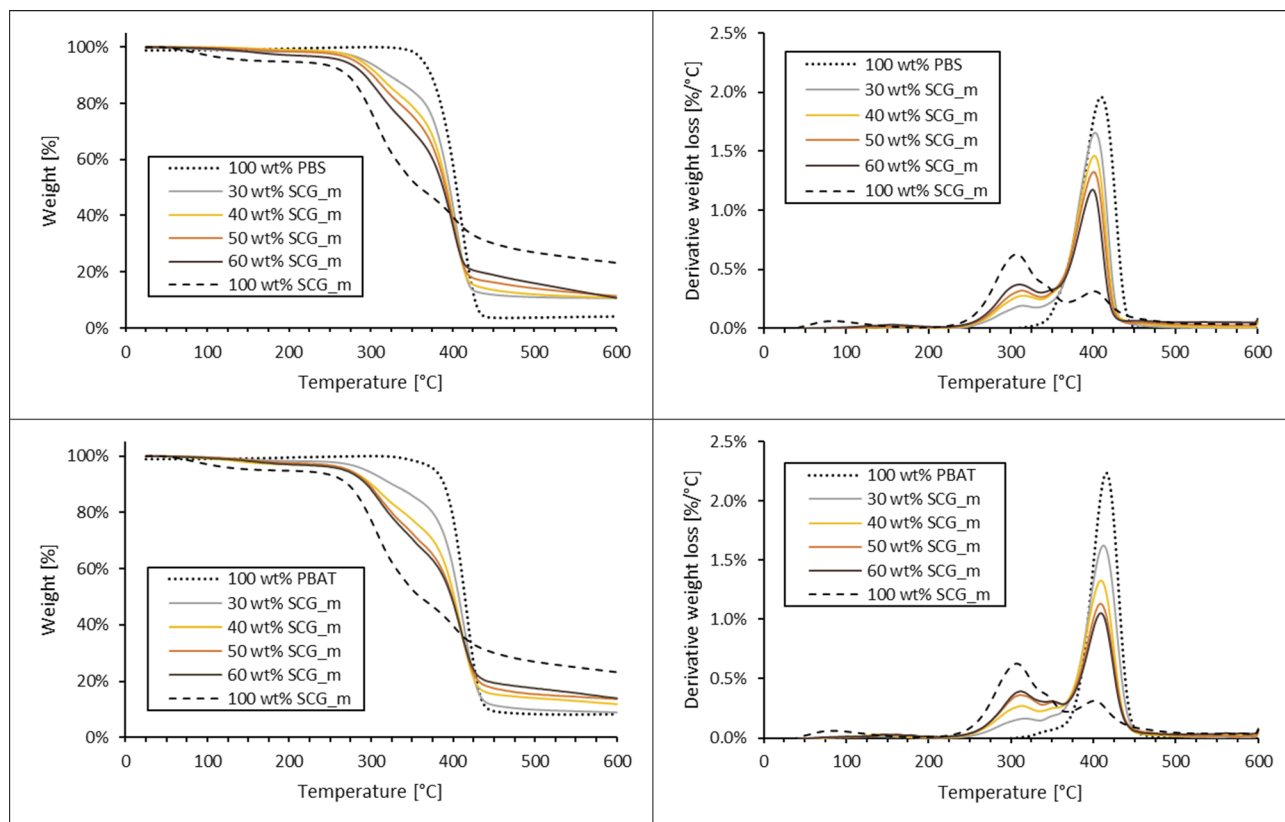 100%
80%
60%
40%
20%
0%
Weight [%]
100 wt% PBS
30 wt% SCG_m
40 wt% SCG_m
50 wt% SCG_m
60 wt% SCG_m
100 wt% SCG_m
0 100 200 300 400 500 600
Temperature [°C]
2.5%
2.0%
1.5%
1.0%
0.5%
0.0%
Derivative weight loss [%/°C]
100 wt% PBS
30 wt% SCG_m
40 wt% SCG_m
50 wt% SCG_m
60 wt% SCG_m
100 wt% SCG_m
0 100 200 300 400 500 600
Temperature [°C]
100%
80%
60%
40%
20%
0%
Weight [%]
100 wt% PBAT
30 wt% SCG_m
40 wt% SCG_m
50 wt% SCG_m
60 wt% SCG_m
100 wt% SCG_m
0 100 200 300 400 500 600
Temperature [°C]
2.5%
2.0%
1.5%
1.0%
0.5%
0.0%
Derivative weight loss [%/°C]
100 wt% PBAT
30 wt% SCG_m
40 wt% SCG_m
50 wt% SCG_m
60 wt% SCG_m
100 wt% SCG_m
0 100 200 300 400 500 600
Temperature [°C]